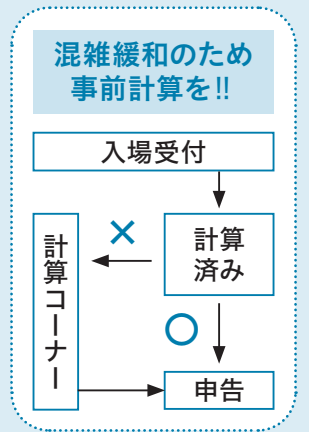 混雑緩和のため
事前計算を!!
入場受付
計算
済み
×
○
計算コーナー
申告